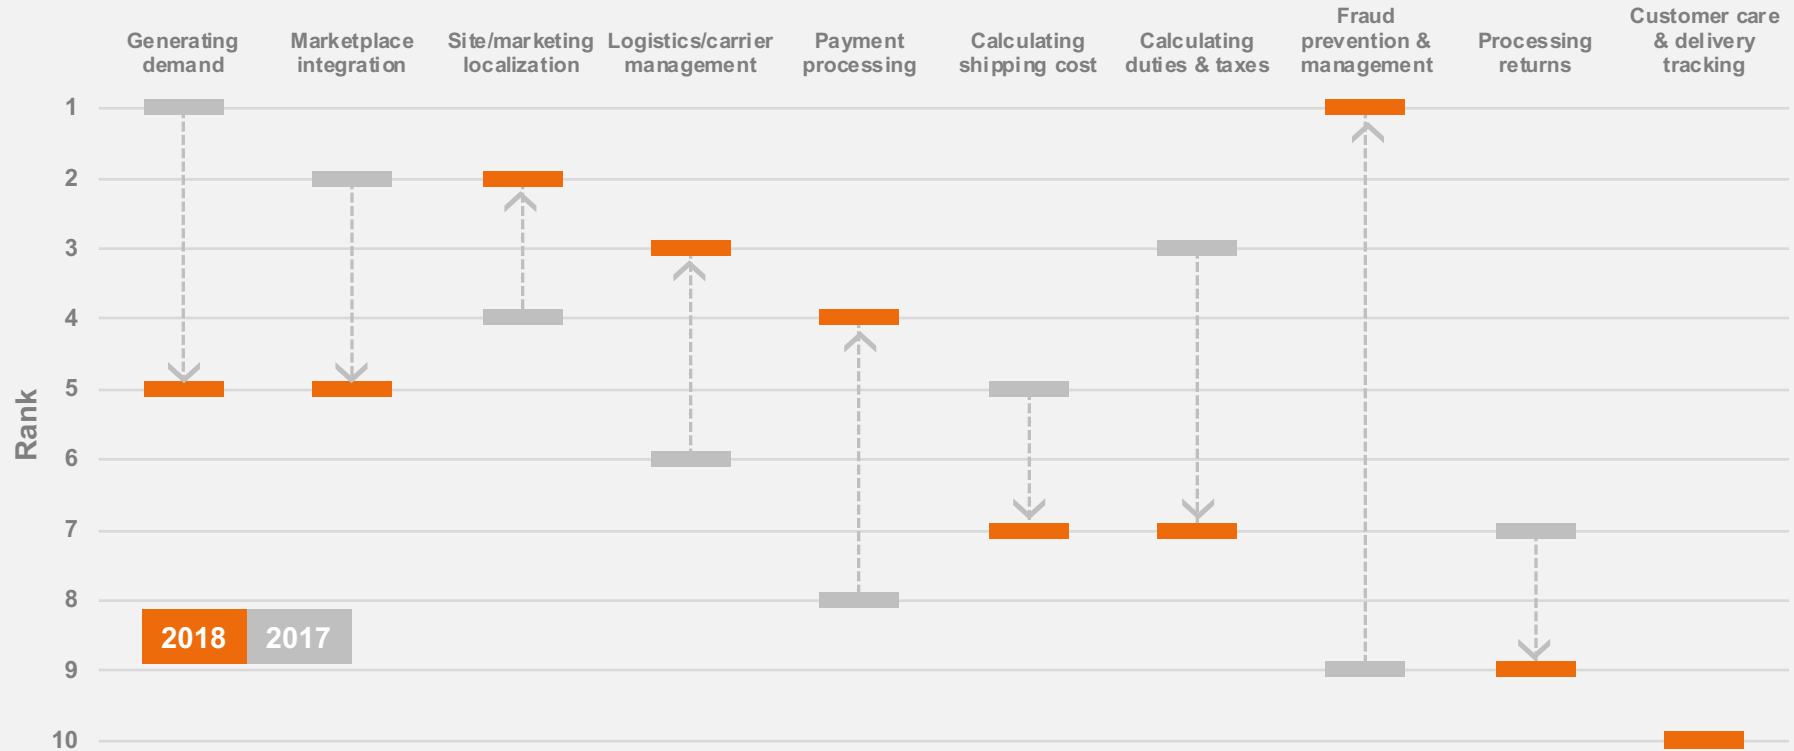 Generating
demand
Marketplace
integration
Site/marketing
localization
Logistics/carrier
management
Payment
processing
Calculating
shipping cost
Calculating
duties & taxes
Fraud
prevention &
management
Processing
returns
Customer care
& delivery
tracking
Rank
1
2
3
4
5
6
7
8
9
10
2018
2017